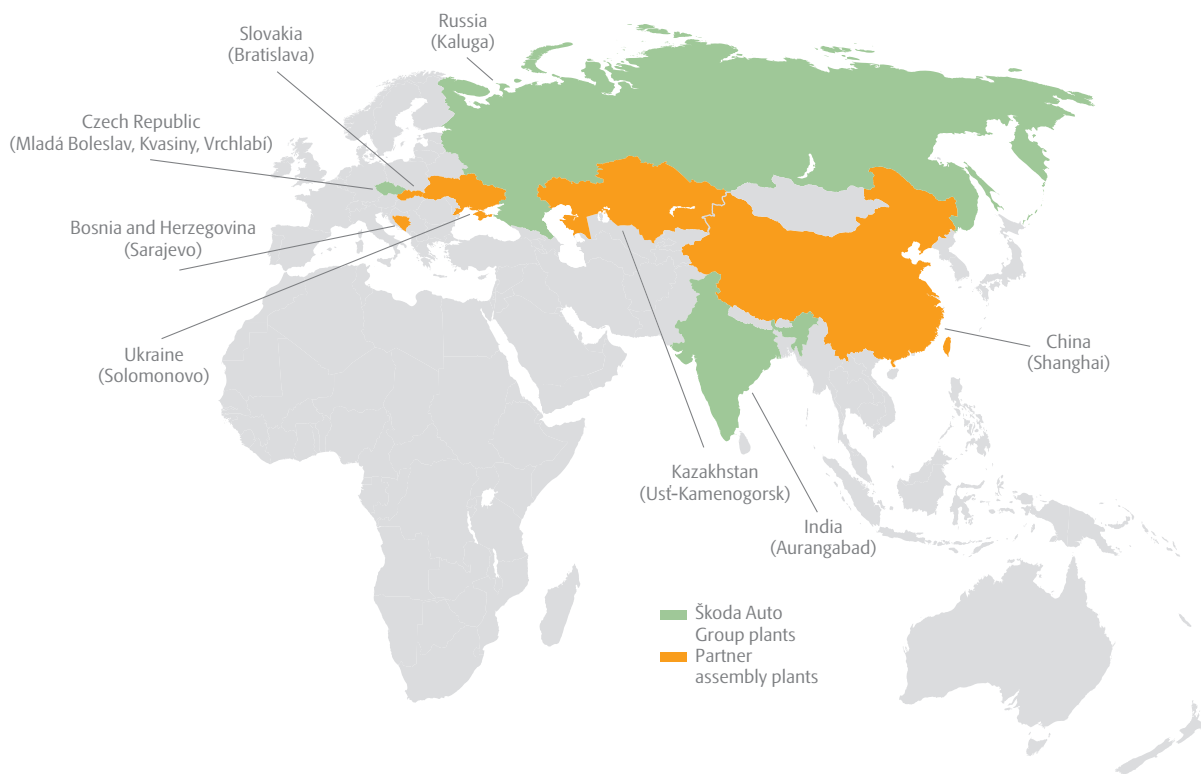 Russia
(Kaluga)
Slovakia
(Bratislava)
Czech Republic
(Mladá Boleslav, Kvasiny, Vrchlabí)
Bosnia and Herzegovina
(Sarajevo)
Ukraine
(Solomonovo)
China
(Shanghai)
Kazakhstan
(Usť-Kamenogorsk)
India
(Aurangabad)
Škoda Auto
Group plants
Partner
assembly plants